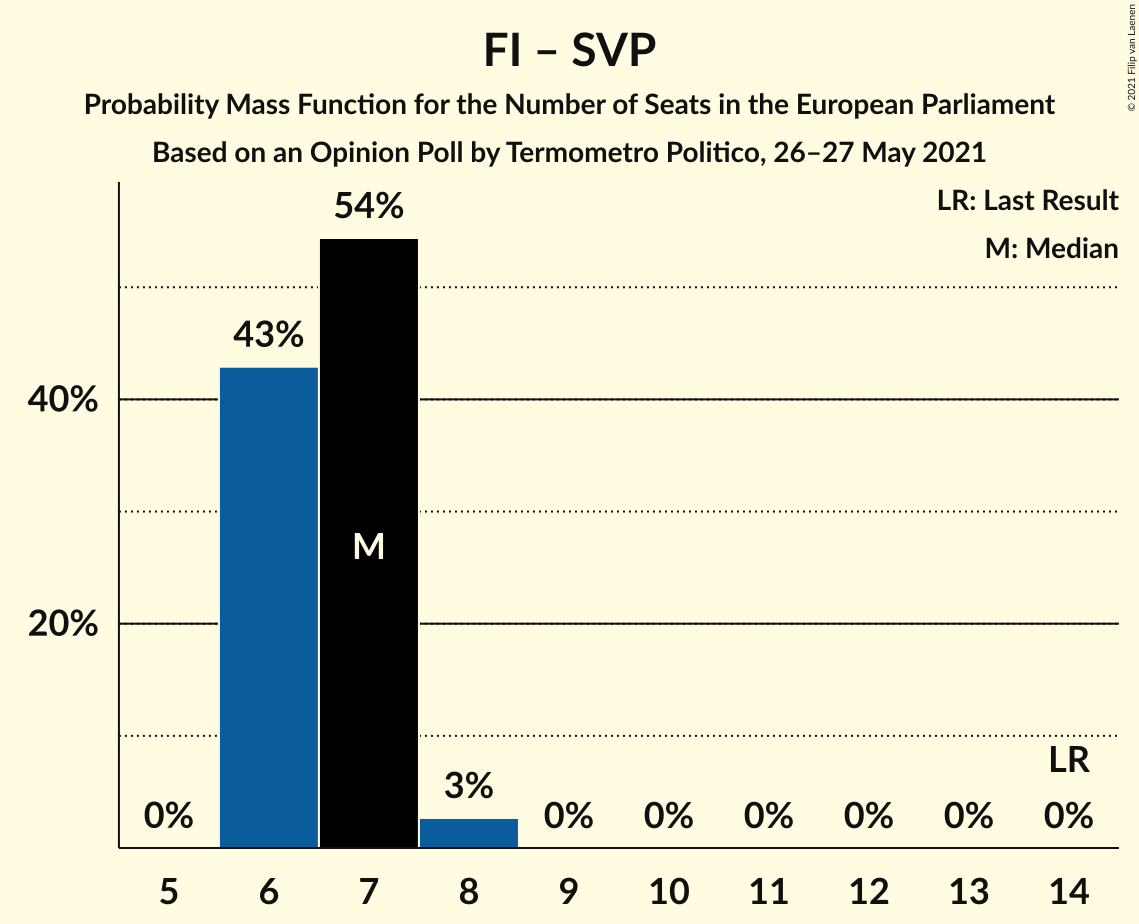 FI – SVP
Probability Mass Function for the Number of Seats in the European Parliament
Based on an Opinion Poll by Termometro Politico, 26–27 May 2021
© 2021 Filip van Laenen
LR: Last Result
M: Median
54%
43%
40%
M
20%
LR
3%
0% 0% 0% 0% 0% 0% 0%
5 6 7 8 9 10 11 12 13 14